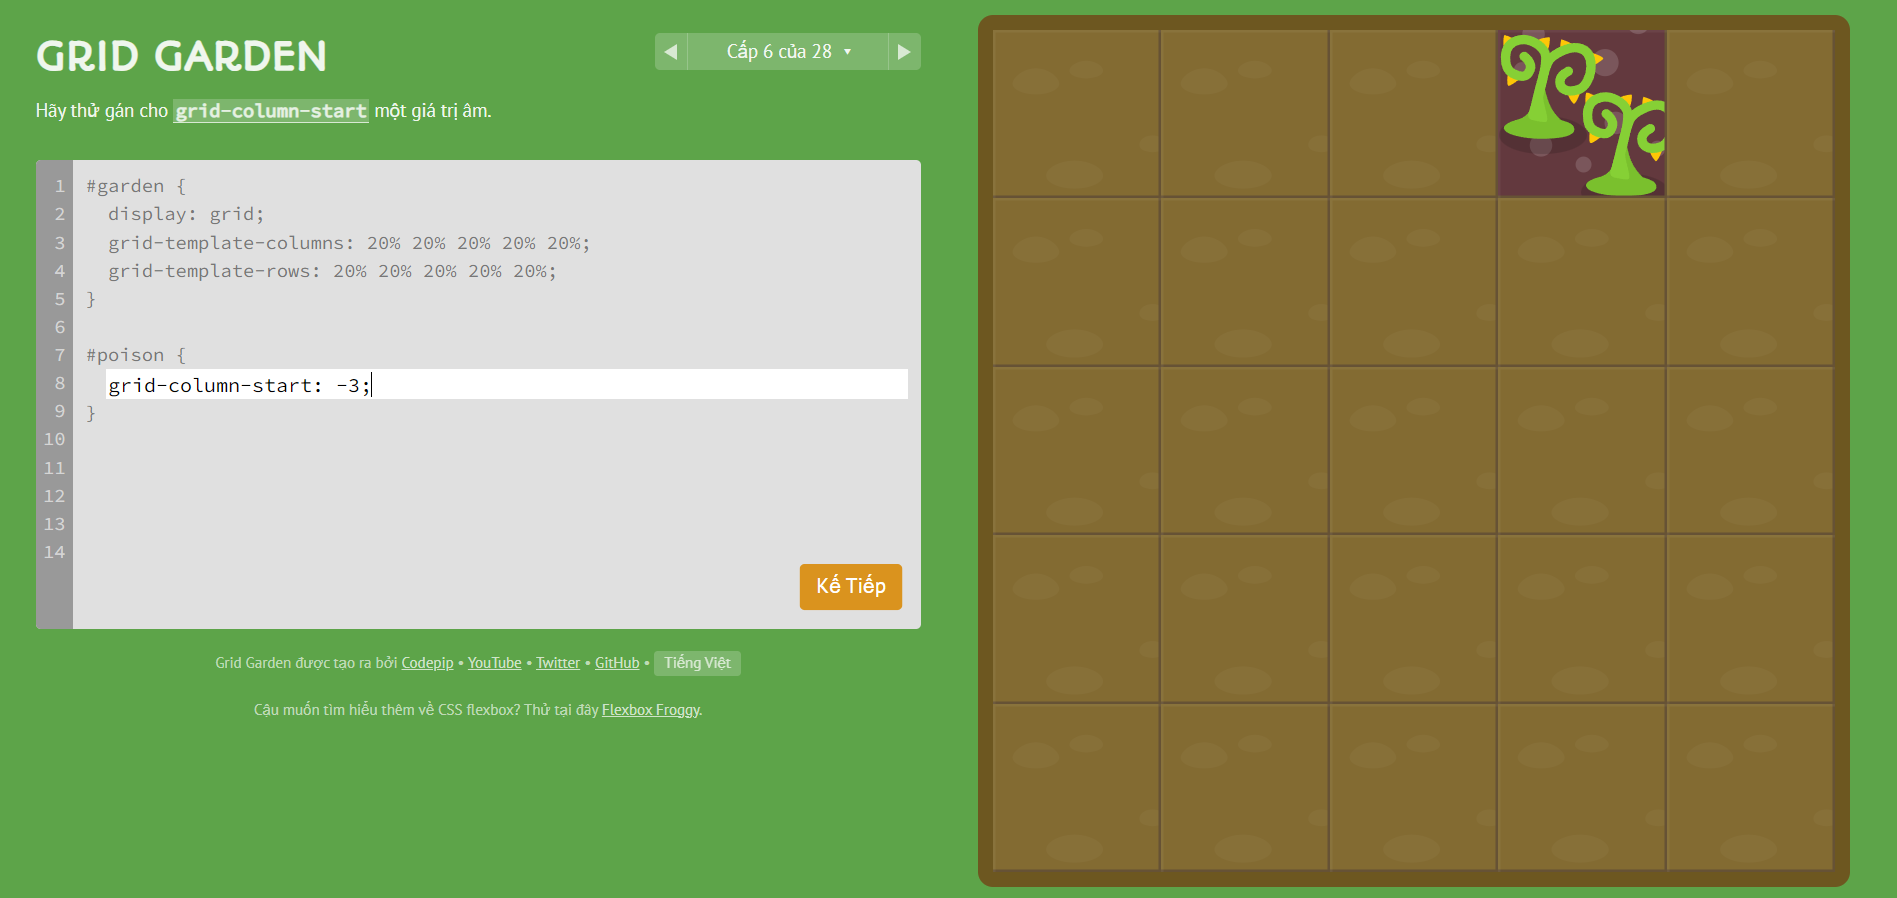 GRID GARDEN
Cấp 6 của 28
Hãy thử gán cho grid-column-start một giá trị âm.
1 #garden {
2 display: grid;
3 grid-template-columns: 20% 20% 20% 20% 20%;
4 grid-template-rows: 20% 20% 20% 20% 20%;
5 }
6
7 #poison {
8 grid-column-start: -3;
9 }
10
11
12
13
14
Kế Tiếp
Grid Garden được tạo ra bởi Codepip • YouTube • Twitter • GitHub • Tiếng Việt
Cậu muốn tìm hiểu thêm về CSS flexbox? Thử tại đây Flexbox Froggy.